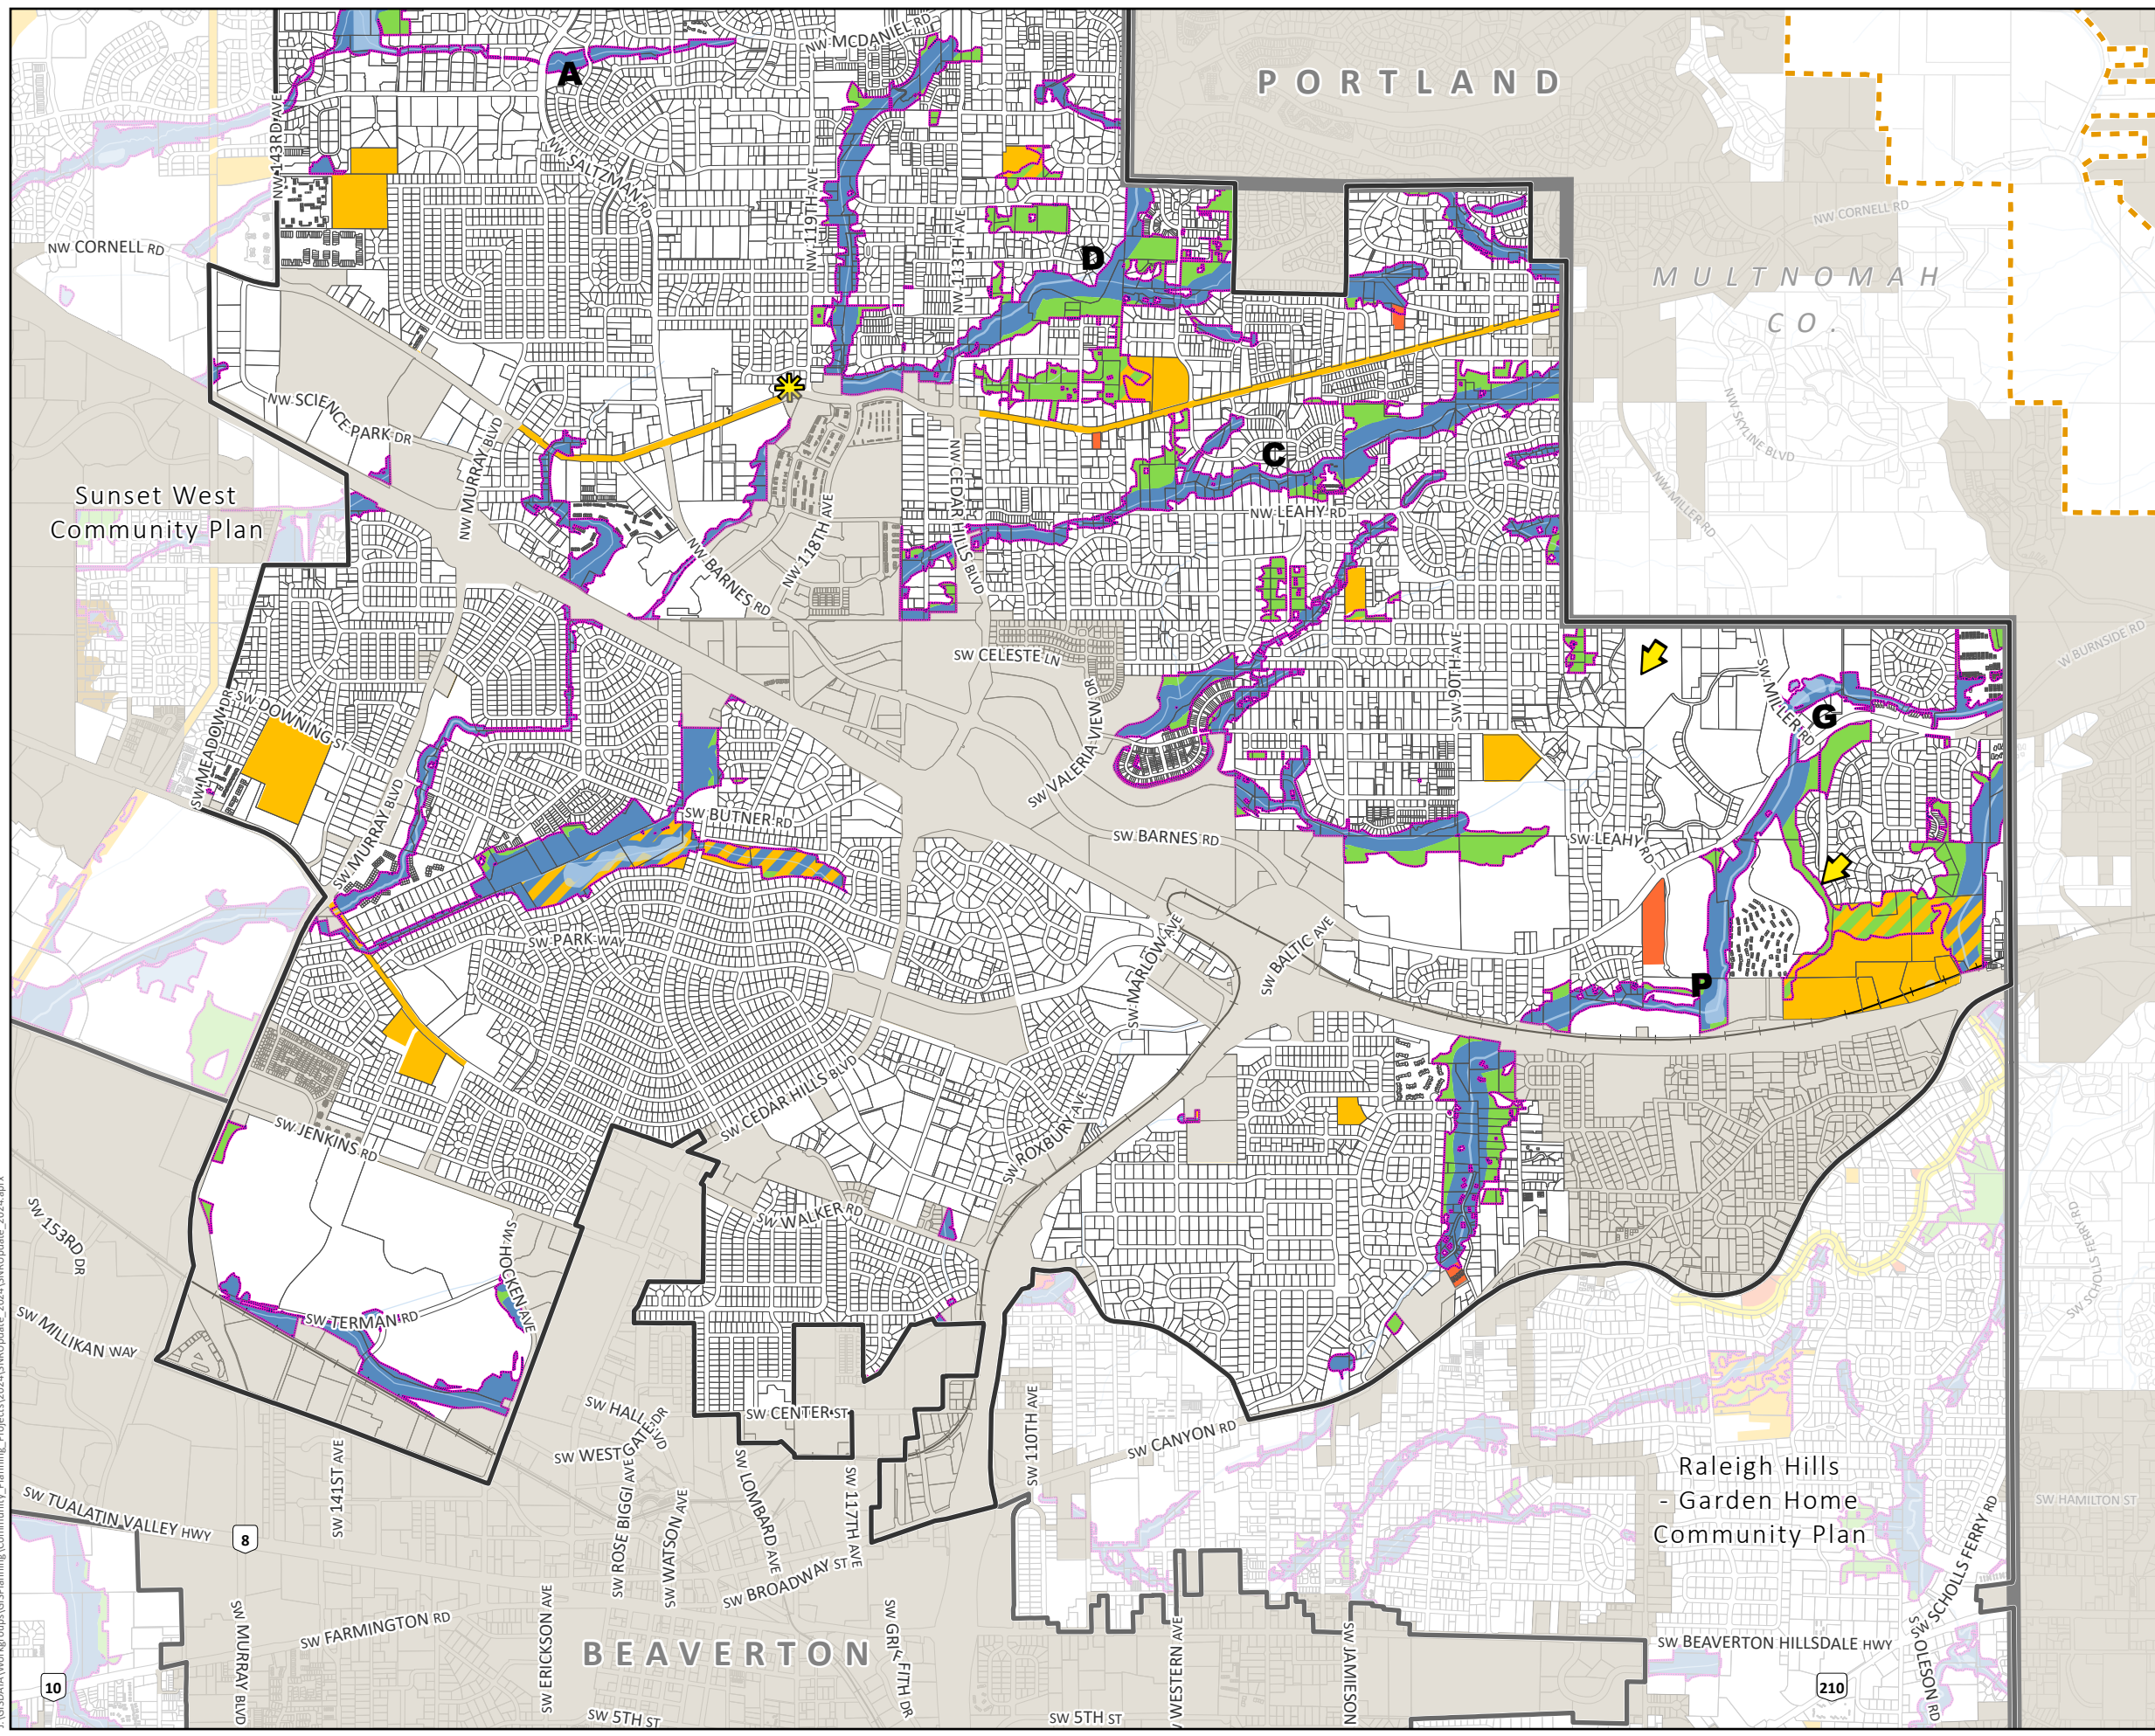 NW MCDANIEL RD
PORTLAND
A
NW 143RD AVE
NW SALTZMAN RD
NW 119TH AVE
NW 113TH AVE
D
NW CORNELL RD
NW CORNELL RD
MULTNOMAH
CO.
NW SKYLINE BLVD
NW MILLER RD
NW SCIENCE PARK DR
NW MURRAY BLVD
C
Sunset West
Community Plan
NW CEDAR HILLS BLVD
NW LEAHY RD
NW 118TH AVE
NW BARNES RD
SW CELESTE LN
SW 90TH AVE
W BURNSIDE RD
SW MILLER RD
G
SW DOWNING ST
SW MEADOW DR
SW VALERIA VIEW DR
SW MURRAY BLVD
SW BUTNER RD
SW BARNES RD
SW LEAHY RD
SW PARK WAY
SW MARLOW AVE
SW BALTIC AVE
P
SW CEDAR HILLS BLVD
SW ROXBURY AVE
SW JENKINS RD
SW WALKER RD
SW HOCKEN AVE
SW 153RD DR
SW TERMAN RD
SW MILLIKAN WAY
SW SCHOLLS FERRY RD
SW HALL BLVD
SW WESTGATE DR
SW CENTER ST
SW 110TH AVE
SW CANYON RD
Raleigh Hills
- Garden Home
Community Plan
SW TUALATIN VALLEY HWY
8
SW 141ST AVE
SW ROSE BIGGI AVE
SW WATSON AVE
SW LOMBARD AVE
SW 117TH AVE
SW BROADWAY ST
SW HAMILTON ST
SW SCHOLLS FERRY RD
SW MURRAY BLVD
SW FARMINGTON RD
SW ERICKSON AVE
BEAVERTON
SW GRIFFITH DR
WESTERN AVE
SW JAMIESON
SW BEAVERTON HILLSDALE HWY
SW OLESON RD
10
210
SW 5TH ST
SW 5TH ST